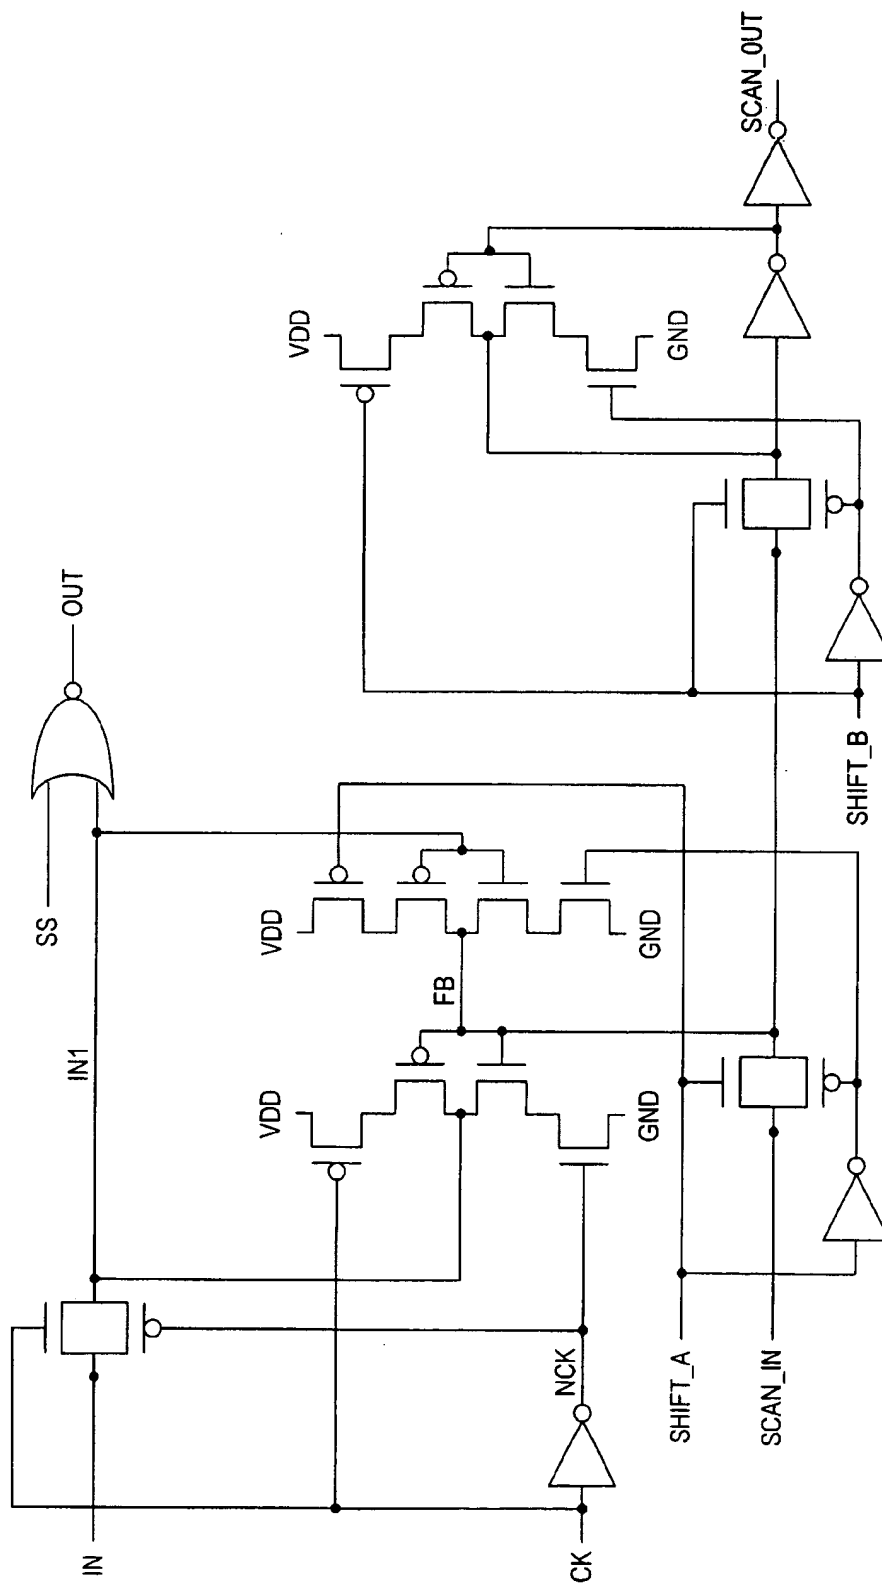 IN
IN1
SS
OUT
CK
NCK
VDD
GND
FB
VDD
GND
SHIFT_A
SCAN_IN
SHIFT_B
VDD
GND
SCAN_OUT